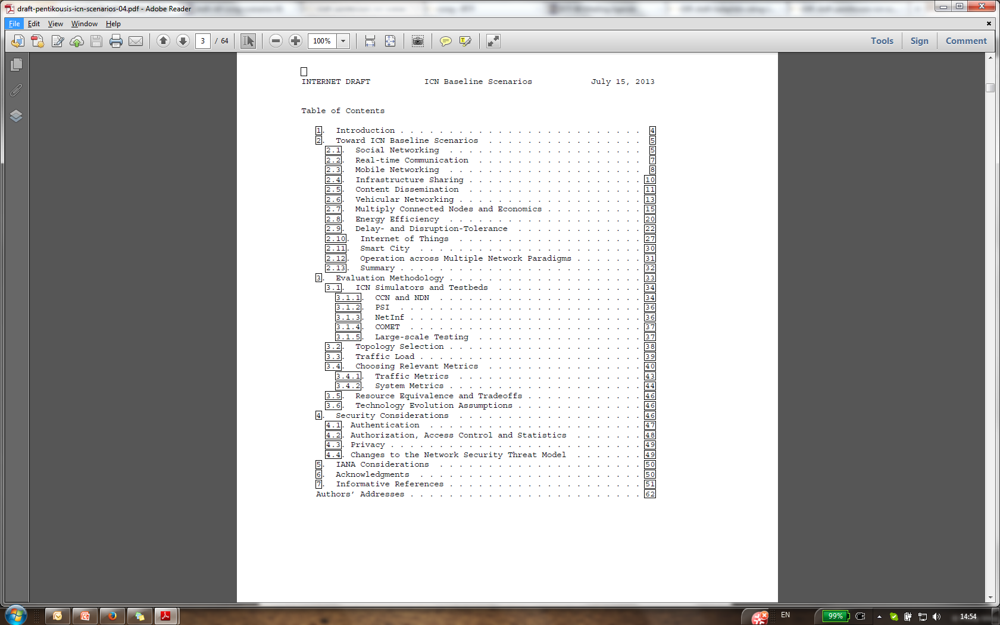 draft-pentikousis-icn-scenarios-04.pdf - Adobe Reader
File Edit View Window Help
3 / 64 100% Tools Sign Comment
INTERNET DRAFT ICN Baseline Scenarios July 15, 2013
Table of Contents
1. Introduction . . . . . . . . . . . . . . . . . . . . . . . . . 4
2. Toward ICN Baseline Scenarios . . . . . . . . . . . . . . . . 5
2.1. Social Networking . . . . . . . . . . . . . . . . . . . . 5
2.2. Real-time Communication . . . . . . . . . . . . . . . . . 7
2.3. Mobile Networking . . . . . . . . . . . . . . . . . . . . 8
2.4. Infrastructure Sharing . . . . . . . . . . . . . . . . . . 10
2.5. Content Dissemination . . . . . . . . . . . . . . . . . . 11
2.6. Vehicular Networking . . . . . . . . . . . . . . . . . . . 13
2.7. Multiply Connected Nodes and Economics . . . . . . . . . . 15
2.8. Energy Efficiency . . . . . . . . . . . . . . . . . . . . 20
2.9. Delay- and Disruption-Tolerance . . . . . . . . . . . . . 22
2.10. Internet of Things . . . . . . . . . . . . . . . . . . . 27
2.11. Smart City . . . . . . . . . . . . . . . . . . . . . . . 30
2.12. Operation across Multiple Network Paradigms . . . . . . . 31
2.13. Summary . . . . . . . . . . . . . . . . . . . . . . . . . 32
3. Evaluation Methodology . . . . . . . . . . . . . . . . . . . . 33
3.1. ICN Simulators and Testbeds . . . . . . . . . . . . . . . 34
3.1.1. CCN and NDN . . . . . . . . . . . . . . . . . . . . . 34
3.1.2. PSI . . . . . . . . . . . . . . . . . . . . . . . . . 36
3.1.3. NetInf . . . . . . . . . . . . . . . . . . . . . . . . 36
3.1.4. COMET . . . . . . . . . . . . . . . . . . . . . . . . 37
3.1.5. Large-scale Testing . . . . . . . . . . . . . . . . . 37
3.2. Topology Selection . . . . . . . . . . . . . . . . . . . . 38
3.3. Traffic Load . . . . . . . . . . . . . . . . . . . . . . . 39
3.4. Choosing Relevant Metrics . . . . . . . . . . . . . . . . 40
3.4.1. Traffic Metrics . . . . . . . . . . . . . . . . . . . 43
3.4.2. System Metrics . . . . . . . . . . . . . . . . . . . . 44
3.5. Resource Equivalence and Tradeoffs . . . . . . . . . . . . 46
3.6. Technology Evolution Assumptions . . . . . . . . . . . . . 46
4. Security Considerations . . . . . . . . . . . . . . . . . . . 46
4.1. Authentication . . . . . . . . . . . . . . . . . . . . . . 47
4.2. Authorization, Access Control and Statistics . . . . . . . 48
4.3. Privacy . . . . . . . . . . . . . . . . . . . . . . . . . . 49
4.4. Changes to the Network Security Threat Model . . . . . . . 49
5. IANA Considerations . . . . . . . . . . . . . . . . . . . . . 50
6. Acknowledgments . . . . . . . . . . . . . . . . . . . . . . . 50
7. Informative References . . . . . . . . . . . . . . . . . . . . 51
Authors' Addresses . . . . . . . . . . . . . . . . . . . . . . . . 62
EN 99% 14:54